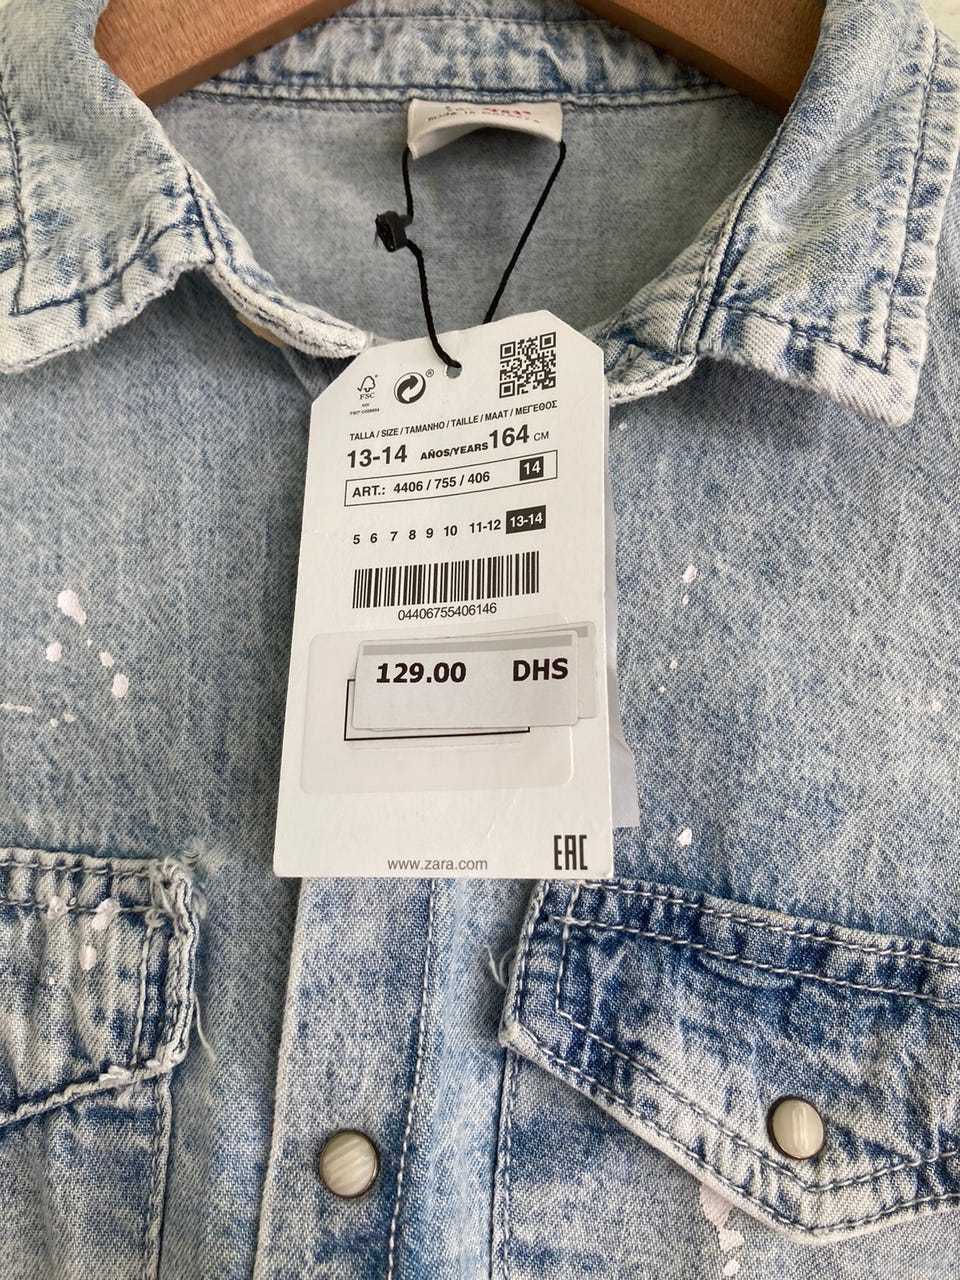 FSC
®
TALLA / SIZE / TAMANHO / TAILLE / MAAT / ΜΕΓΕΘΟΣ
13-14 AÑOS/YEARS 164 CM
ART.: 4406 / 755 / 406 14
5 6 7 8 9 10 11-12 13-14
04406755406146
129.00 DHS
www.zara.com
EAC